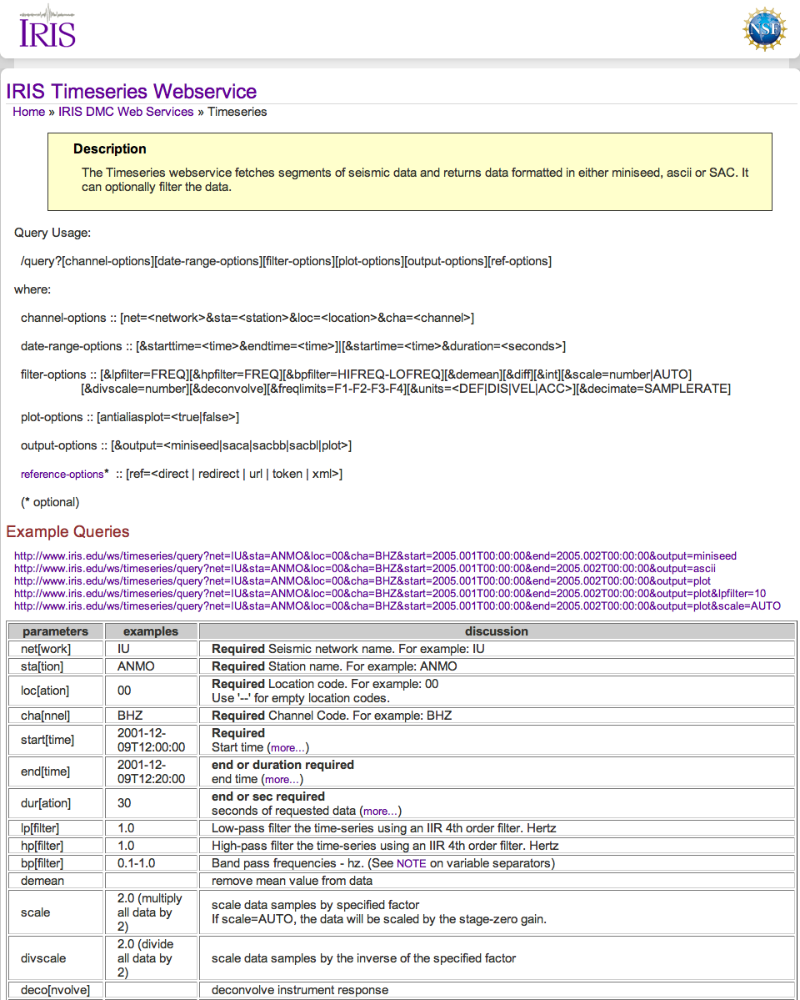 IRIS
NSF
IRIS Timeseries Webservice
Home » IRIS DMC Web Services » Timeseries
Description
The Timeseries webservice fetches segments of seismic data and returns data formatted in either miniseed, ascii or SAC. It
can optionally filter the data.
Query Usage:
/query?[channel-options][date-range-options][filter-options][plot-options][output-options][ref-options]
where:
channel-options :: [net=<network>&sta=<station>&loc=<location>&cha=<channel>]
date-range-options :: [&starttime=<time>&endtime=<time>]|[&startime=<time>&duration=<seconds>]
filter-options :: [&lpfilter=FREQ][&hpfilter=FREQ][&bpfilter=HIFREQ-LOFREQ][&demean][&diff][&int][&scale=number|AUTO]
[&divscale=number][&deconvolve][&freqlimits=F1-F2-F3-F4][&units=<DEF|DIS|VEL|ACC>][&decimate=SAMPLERATE]
plot-options :: [antialiasplot=<true|false>]
output-options :: [&output=<miniseed|saca|sacbb|sacbl|plot>]
reference-options* :: [ref=<direct | redirect | url | token | xml>]
(* optional)
Example Queries
http://www.iris.edu/ws/timeseries/query?net=IU&sta=ANMO&loc=00&cha=BHZ&start=2005.001T00:00:00&end=2005.002T00:00:00&output=miniseed
http://www.iris.edu/ws/timeseries/query?net=IU&sta=ANMO&loc=00&cha=BHZ&start=2005.001T00:00:00&end=2005.002T00:00:00&output=ascii
http://www.iris.edu/ws/timeseries/query?net=IU&sta=ANMO&loc=00&cha=BHZ&start=2005.001T00:00:00&end=2005.002T00:00:00&output=plot
http://www.iris.edu/ws/timeseries/query?net=IU&sta=ANMO&loc=00&cha=BHZ&start=2005.001T00:00:00&end=2005.002T00:00:00&output=plot&lpfilter=10
http://www.iris.edu/ws/timeseries/query?net=IU&sta=ANMO&loc=00&cha=BHZ&start=2005.001T00:00:00&end=2005.002T00:00:00&output=plot&scale=AUTO
parameters examples discussion
net[work] IU Required Seismic network name. For example: IU
sta[tion] ANMO Required Station name. For example: ANMO
loc[ation] 00 Required Location code. For example: 00
Use '--' for empty location codes.
cha[nnel] BHZ Required Channel Code. For example: BHZ
start[time] 2001-12-
09T12:00:00 Required
Start time (more...)
end[time] 2001-12-
09T12:20:00 end or duration required
end time (more...)
dur[ation] 30 end or sec required
seconds of requested data (more...)
lp[filter] 1.0 Low-pass filter the time-series using an IIR 4th order filter. Hertz
hp[filter] 1.0 High-pass filter the time-series using an IIR 4th order filter. Hertz
bp[filter] 0.1-1.0 Band pass frequencies - hz. (See NOTE on variable separators)
demean remove mean value from data
scale 2.0 (multiply
all data by
2) scale data samples by specified factor
If scale=AUTO, the data will be scaled by the stage-zero gain.
divscale 2.0 (divide
all data by
2) scale data samples by the inverse of the specified factor
deco[nvolve] deconvolve instrument response